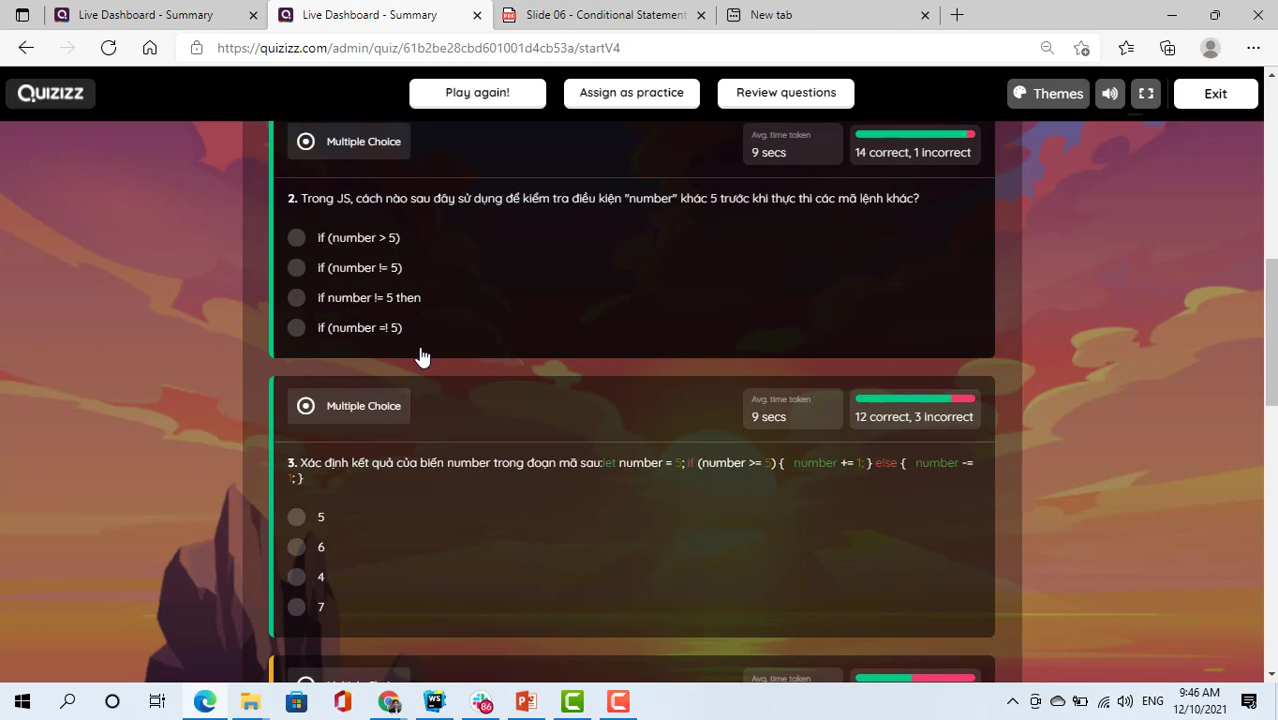 Live Dashboard - Summary
Live Dashboard - Summary
Slide 06 - Conditional Statement
New tab
https://quizizz.com/admin/quiz/61b2be28cbd601001d4cb53a/startV4
Quizizz
Play again!
Assign as practice
Review questions
Themes
Exit
Multiple Choice
Avg. time taken
9 secs
14 correct, 1 incorrect
2. Trong JS, cách nào sau đây sử dụng để kiểm tra điều kiện "number" khác 5 trước khi thực thi các mã lệnh khác?
if (number > 5)
if (number != 5)
if number != 5 then
if (number =! 5)
Multiple Choice
Avg. time taken
9 secs
12 correct, 3 incorrect
3. Xác định kết quả của biến number trong đoạn mã sau:let number = 5; if (number >= 5) { number += 1; } else { number -=
1; }
5
6
4
7
Avg. time taken
86
ENG
9:46 AM
12/10/2021